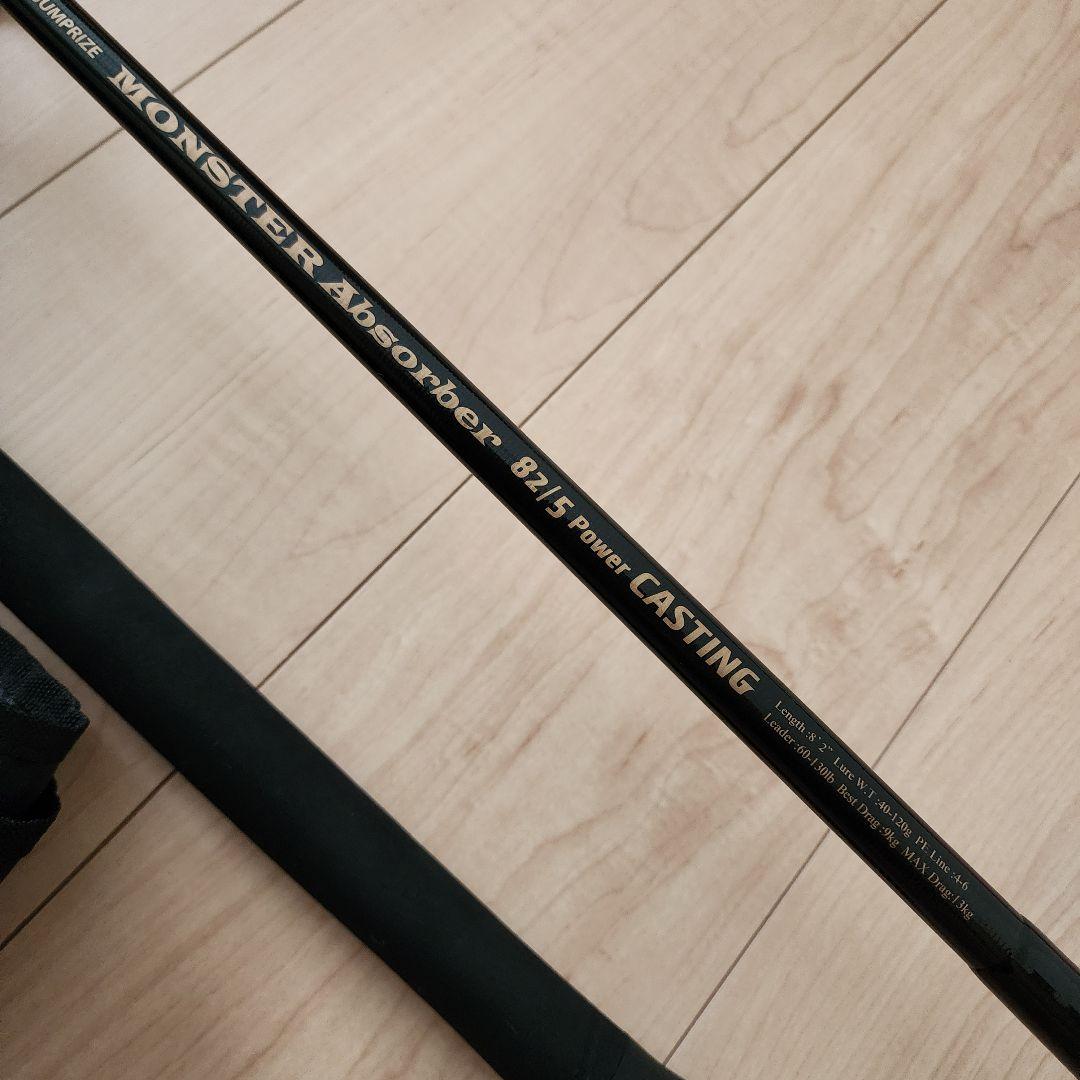 JUMPRIZE MONSTER Absorber 82/5 Power CASTING
Length:8'2" Lure W.T:40-120g PE Line:4-6
Leader:60-130lb Best Drag:9kg MAX Drag:13kg